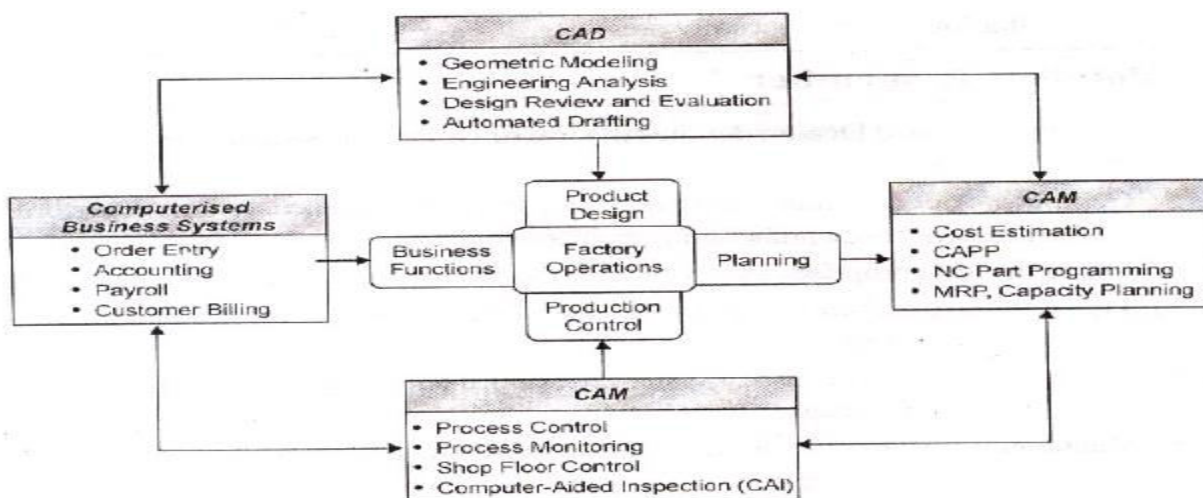 CAD
• Geometric Modeling
• Engineering Analysis
• Design Review and Evaluation
• Automated Drafting
Computerised
Business Systems
• Order Entry
• Accounting
• Payroll
• Customer Billing
Business
Functions
Product
Design
Factory
Operations
Production
Control
Planning
CAM
• Cost Estimation
• CAPP
• NC Part Programming
• MRP, Capacity Planning
CAM
• Process Control
• Process Monitoring
• Shop Floor Control
• Computer-Aided Inspection (CAI)